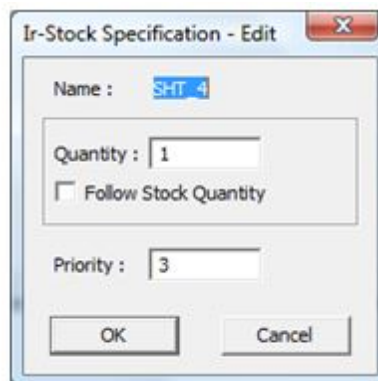 Ir-Stock Specification - Edit
Name : SHT_4
Quantity : 1
Follow Stock Quantity
Priority : 3
OK Cancel